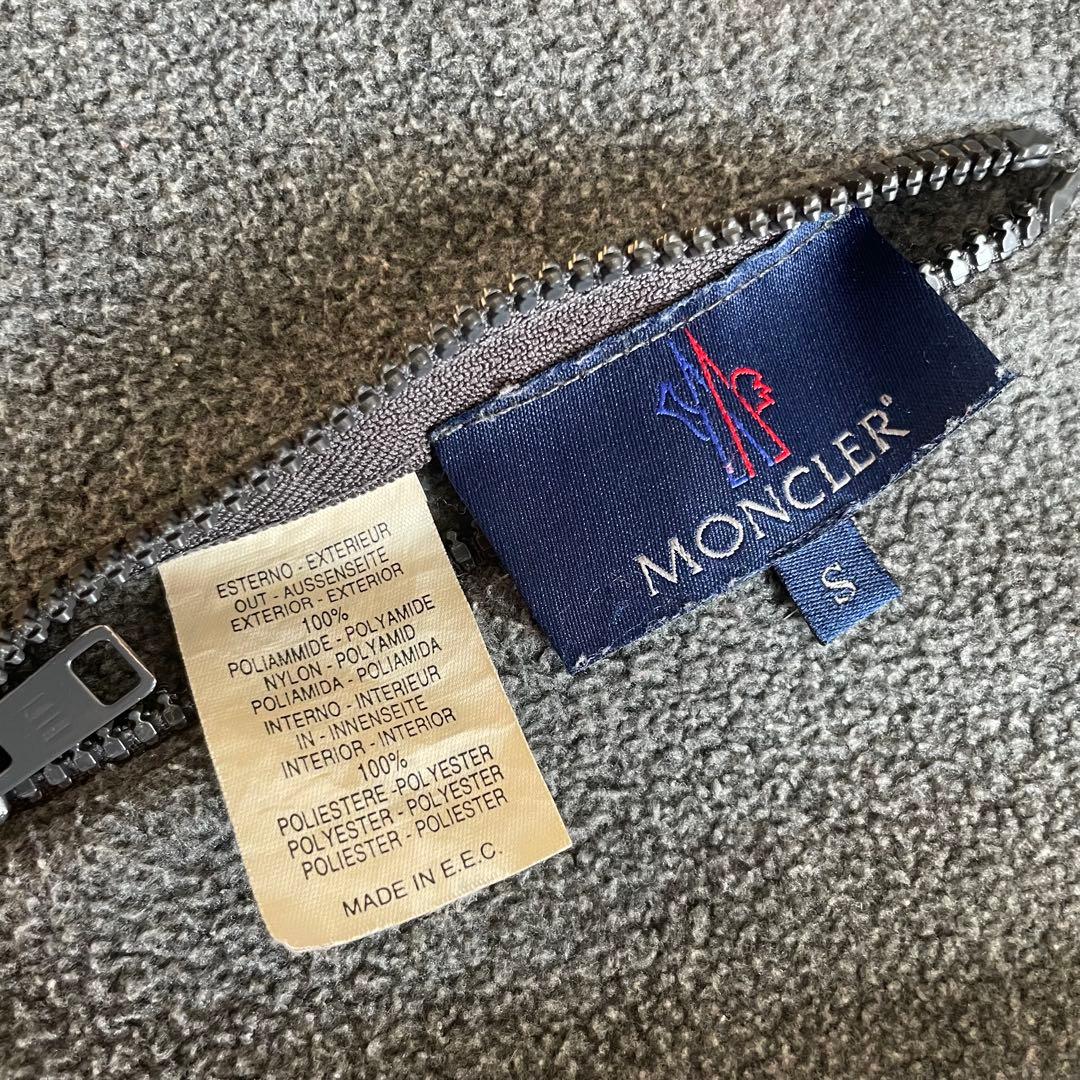 MONCLER
S
ESTERNO - EXTERIEUR
OUT - AUSSENSEITE
EXTERIOR - EXTERIOR
100%
POLIAMMIDE - POLYAMIDE
NYLON - POLYAMID
POLIAMIDA - POLIAMIDA
INTERNO - INTERIEUR
IN - INNENSEITE
INTERIOR - INTERIOR
100%
POLIESTERE - POLYESTER
POLYESTER - POLYESTER
POLIESTER - POLIESTER
MADE IN E.E.C.